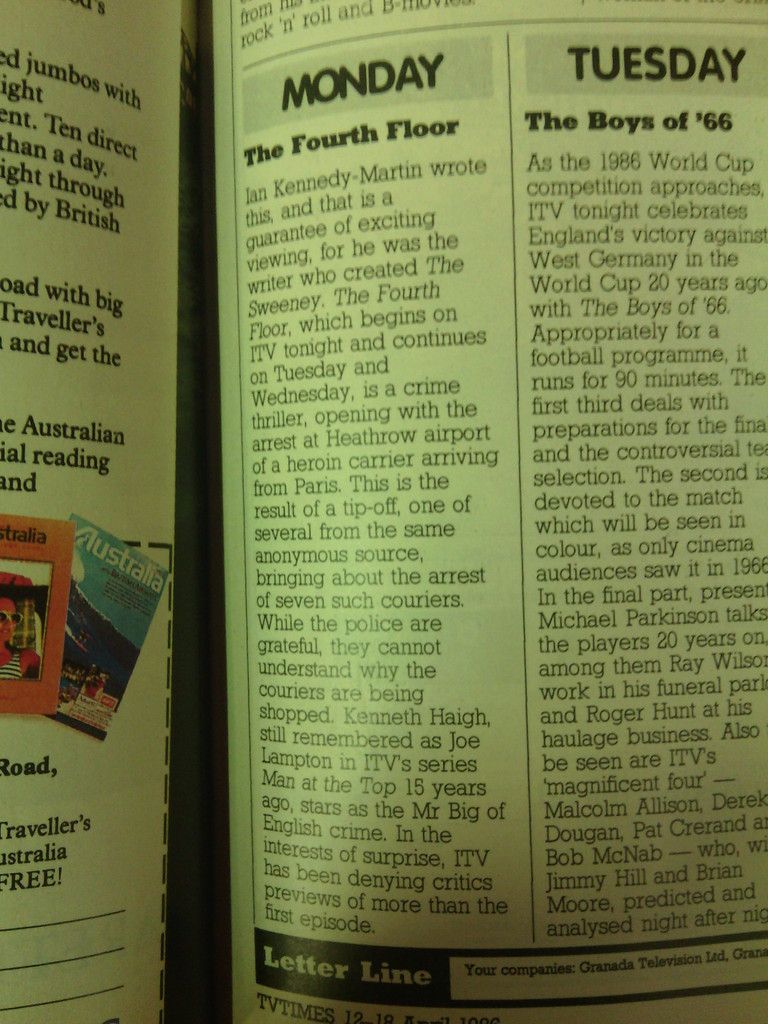 ed jumbos with
ight
ent. Ten direct
than a day.
ight through
ed by British
oad with big
Traveller's
and get the
e Australian
ial reading
and
stralia
Australia
Road,
Traveller's
ustralia
FREE!
from his
rock 'n' roll and B-movies.
MONDAY
The Fourth Floor
Ian Kennedy-Martin wrote
this, and that is a
guarantee of exciting
viewing, for he was the
writer who created The
Sweeney. The Fourth
Floor, which begins on
ITV tonight and continues
on Tuesday and
Wednesday, is a crime
thriller, opening with the
arrest at Heathrow airport
of a heroin carrier arriving
from Paris. This is the
result of a tip-off, one of
several from the same
anonymous source,
bringing about the arrest
of seven such couriers.
While the police are
grateful, they cannot
understand why the
couriers are being
shopped. Kenneth Haigh,
still remembered as Joe
Lampton in ITV's series
Man at the Top 15 years
ago, stars as the Mr Big of
English crime. In the
interests of surprise, ITV
has been denying critics
previews of more than the
first episode.
TUESDAY
The Boys of '66
As the 1986 World Cup
competition approaches,
ITV tonight celebrates
England's victory against
West Germany in the
World Cup 20 years ago
with The Boys of '66.
Appropriately for a
football programme, it
runs for 90 minutes. The
first third deals with
preparations for the fina
and the controversial tea
selection. The second is
devoted to the match
which will be seen in
colour, as only cinema
audiences saw it in 1966
In the final part, present
Michael Parkinson talks
the players 20 years on,
among them Ray Wilson
work in his funeral parlo
and Roger Hunt at his
haulage business. Also
be seen are ITV's
'magnificent four' —
Malcolm Allison, Derek
Dougan, Pat Crerand an
Bob McNab — who, wi
Jimmy Hill and Brian
Moore, predicted and
analysed night after nig
Letter Line
Your companies: Granada Television Ltd, Grana
TVTIMES 12–18 April 1986